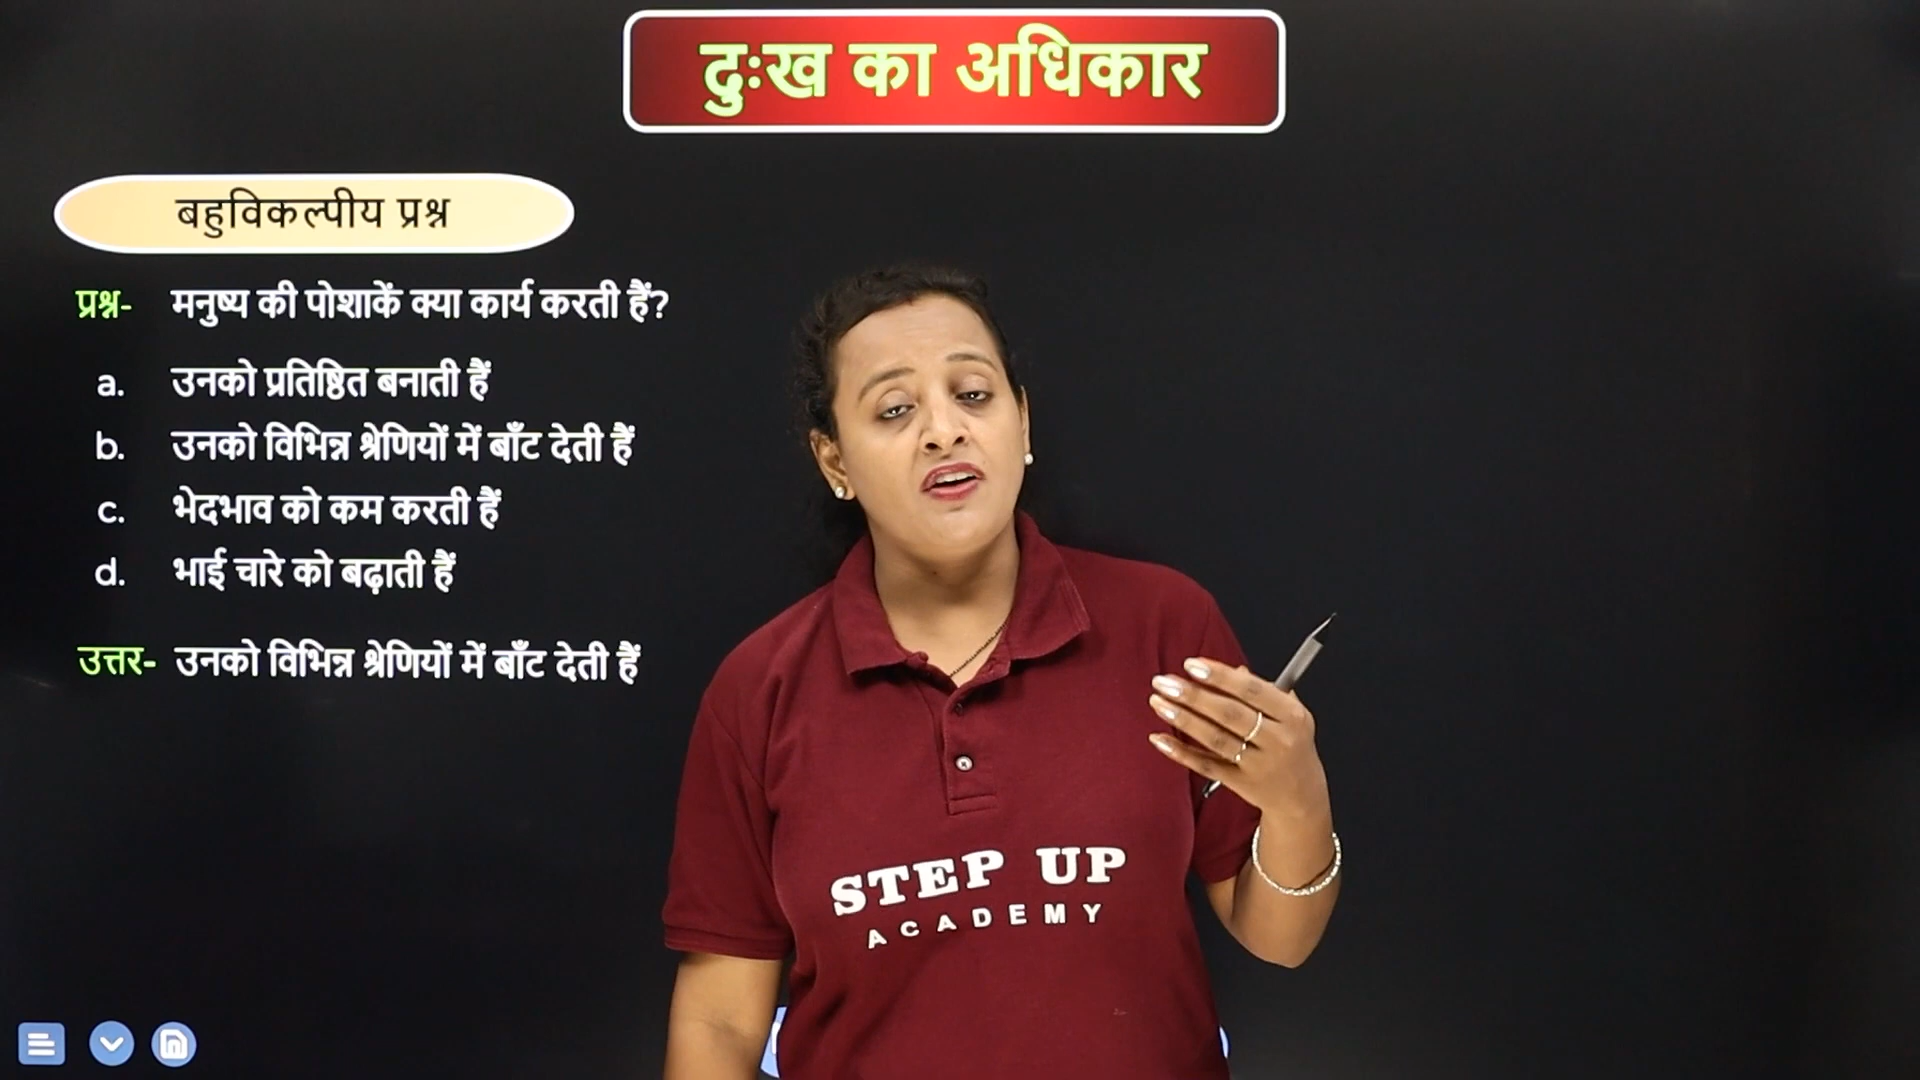 दुःख का अधिकार
बहुविकल्पीय प्रश्न
प्रश्न- मनुष्य की पोशाकें क्या कार्य करती हैं?
a. उनको प्रतिष्ठित बनाती हैं
b. उनको विभिन्न श्रेणियों में बाँट देती हैं
c. भेदभाव को कम करती हैं
d. भाई चारे को बढ़ाती हैं
उत्तर- उनको विभिन्न श्रेणियों में बाँट देती हैं
STEP UP
ACADEMY